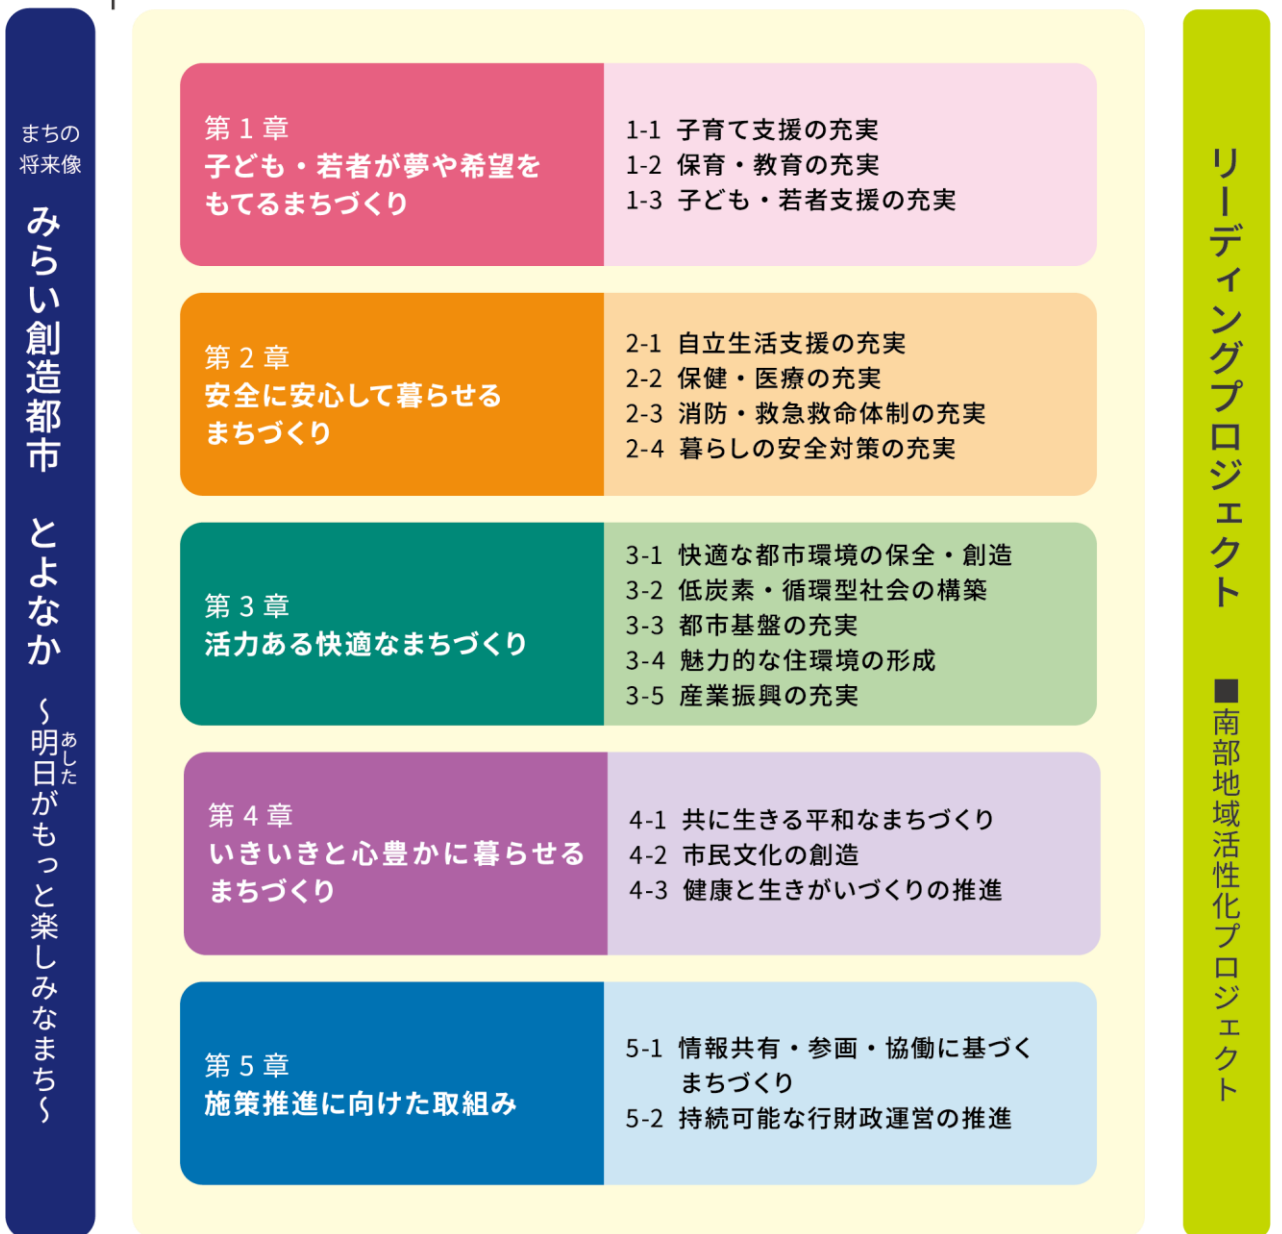 まちの
将来像
みらい創造都市　とよなか
～明日がもっと楽しみなまち～
あした
第 1 章
子ども・若者が夢や希望を
もてるまちづくり
1-1 子育て支援の充実
1-2 保育・教育の充実
1-3 子ども・若者支援の充実
第 2 章
安全に安心して暮らせる
まちづくり
2-1 自立生活支援の充実
2-2 保健・医療の充実
2-3 消防・救急救命体制の充実
2-4 暮らしの安全対策の充実
第 3 章
活力ある快適なまちづくり
3-1 快適な都市環境の保全・創造
3-2 低炭素・循環型社会の構築
3-3 都市基盤の充実
3-4 魅力的な住環境の形成
3-5 産業振興の充実
第 4 章
いきいきと心豊かに暮らせる
まちづくり
4-1 共に生きる平和なまちづくり
4-2 市民文化の創造
4-3 健康と生きがいづくりの推進
第 5 章
施策推進に向けた取組み
5-1 情報共有・参画・協働に基づく
まちづくり
5-2 持続可能な行財政運営の推進
リーディングプロジェクト　■南部地域活性化プロジェクト